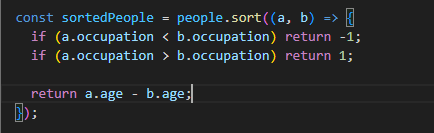 const sortedPeople = people.sort((a, b) => {
  if (a.occupation < b.occupation) return -1;
  if (a.occupation > b.occupation) return 1;

  return a.age - b.age;
});